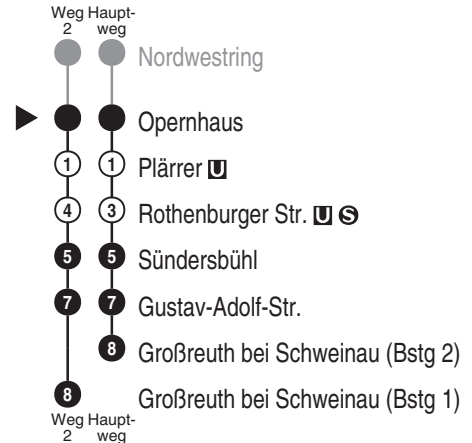 Weg Haupt-
2 weg
Nordwestring
Opernhaus
1 1 Plärrer U
4 3 Rothenburger Str. U S
5 5 Sündersbühl
7 7 Gustav-Adolf-Str.
8 Großreuth bei Schweinau (Bstg 2)
8 Großreuth bei Schweinau (Bstg 1)
Weg Haupt-
2 weg